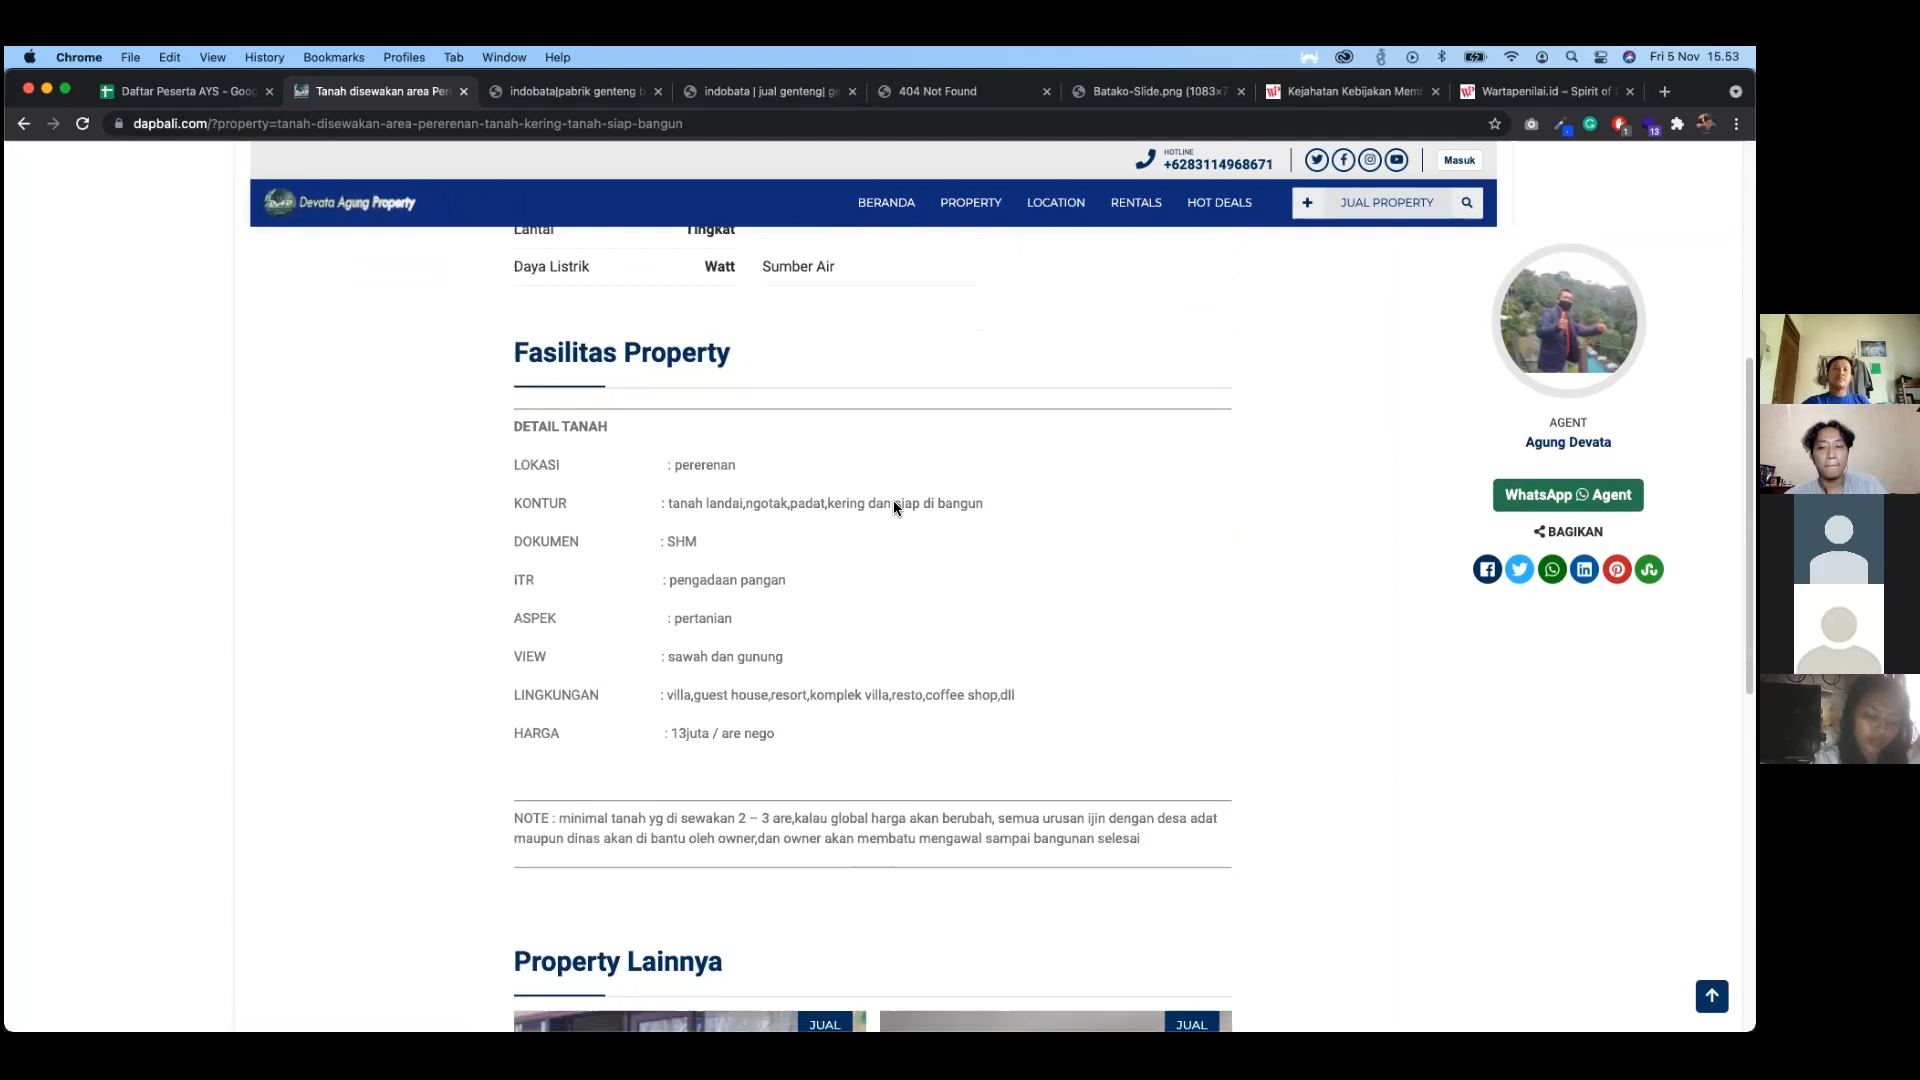 Chrome File Edit View History Bookmarks Profiles Tab Window Help Fri 5 Nov 15.53
Daftar Peserta AYS - Goog Tanah disewakan area Per indobata|pabrik genteng b indobata | jual genteng| ge 404 Not Found Batako-Slide.png (1083×7 Kejahatan Kebijakan Mem Wartapenilai.id – Spirit of
dapbali.com/?property=tanah-disewakan-area-pererenan-tanah-kering-tanah-siap-bangun
HOTLINE
+6283114968671
Masuk
Devata Agung Property
BERANDA PROPERTY LOCATION RENTALS HOT DEALS JUAL PROPERTY
Lantai Tingkat
Daya Listrik Watt Sumber Air
Fasilitas Property
DETAIL TANAH
LOKASI : pererenan
KONTUR : tanah landai,ngotak,padat,kering dan siap di bangun
DOKUMEN : SHM
ITR : pengadaan pangan
ASPEK : pertanian
VIEW : sawah dan gunung
LINGKUNGAN : villa,guest house,resort,komplek villa,resto,coffee shop,dll
HARGA : 13juta / are nego
NOTE : minimal tanah yg di sewakan 2 – 3 are,kalau global harga akan berubah, semua urusan ijin dengan desa adat
maupun dinas akan di bantu oleh owner,dan owner akan membatu mengawal sampai bangunan selesai
Property Lainnya
JUAL JUAL
AGENT
Agung Devata
WhatsApp Agent
BAGIKAN